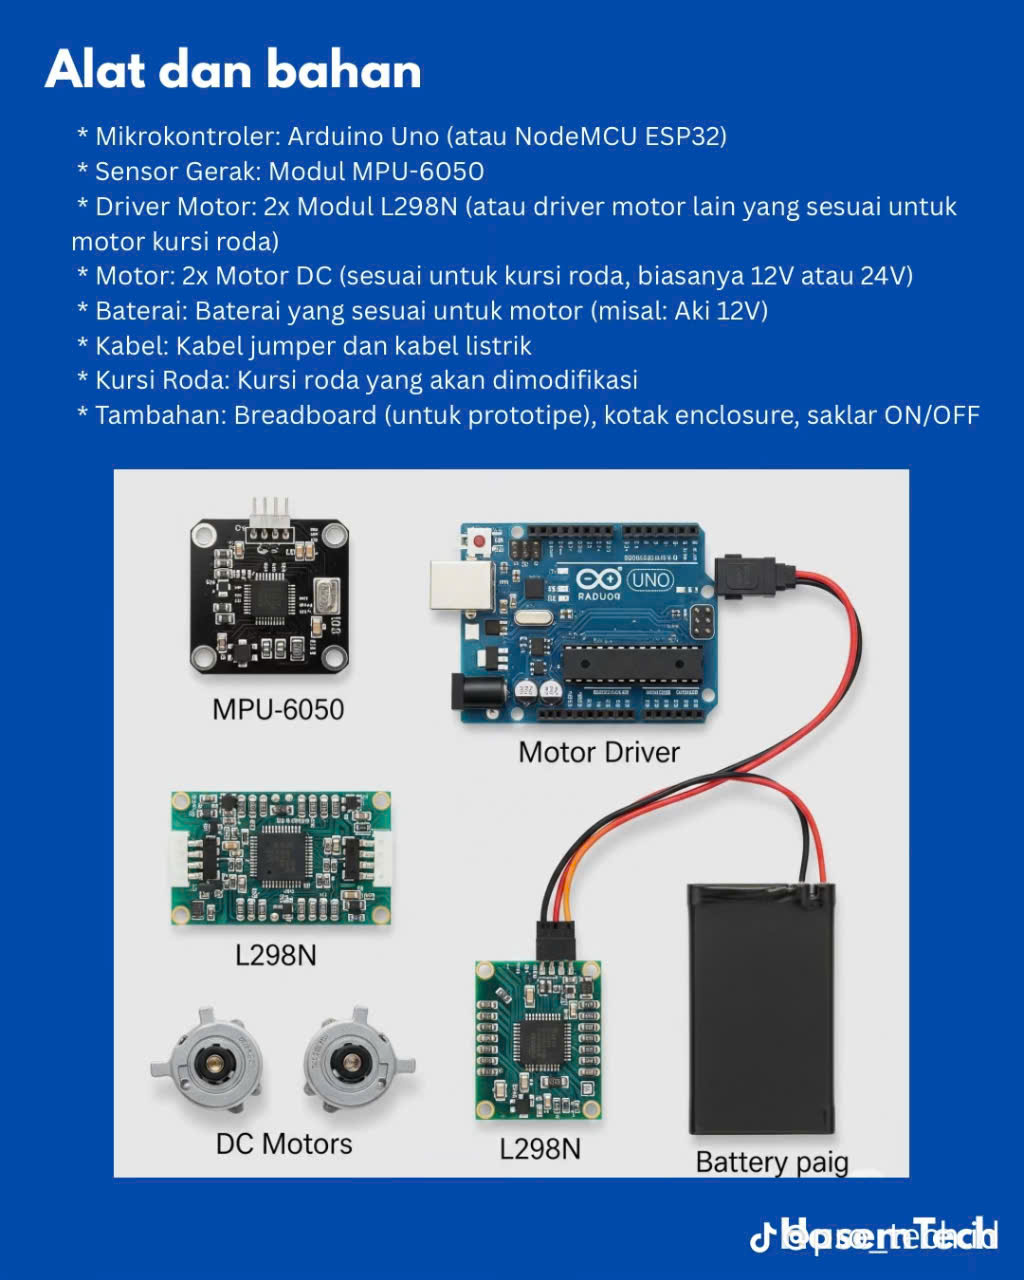 Alat dan bahan
* Mikrokontroler: Arduino Uno (atau NodeMCU ESP32)
* Sensor Gerak: Modul MPU-6050
* Driver Motor: 2x Modul L298N (atau driver motor lain yang sesuai untuk
motor kursi roda)
* Motor: 2x Motor DC (sesuai untuk kursi roda, biasanya 12V atau 24V)
* Baterai: Baterai yang sesuai untuk motor (misal: Aki 12V)
* Kabel: Kabel jumper dan kabel listrik
* Kursi Roda: Kursi roda yang akan dimodifikasi
* Tambahan: Breadboard (untuk prototipe), kotak enclosure, saklar ON/OFF
UNO
MPU-6050
Motor Driver
L298N
DC Motors
L298N
Battery paig
HasemTech